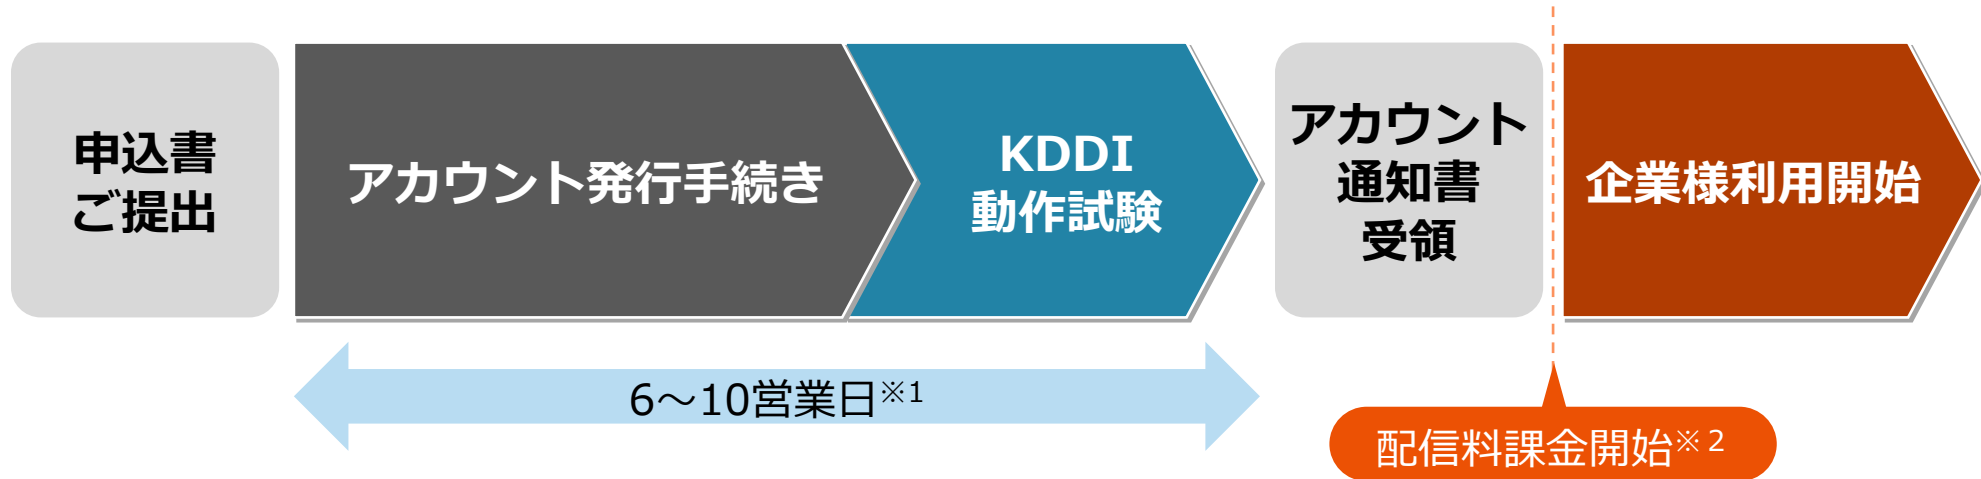 申込書
ご提出
アカウント発行手続き
KDDI
動作試験
アカウント
通知書
受領
企業様利用開始
6～10営業日※1
配信料課金開始※2